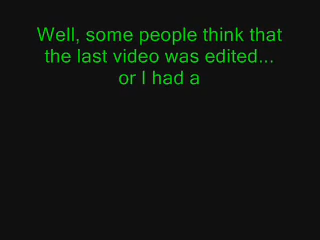 Well, some people think that
the last video was edited...
or I had a